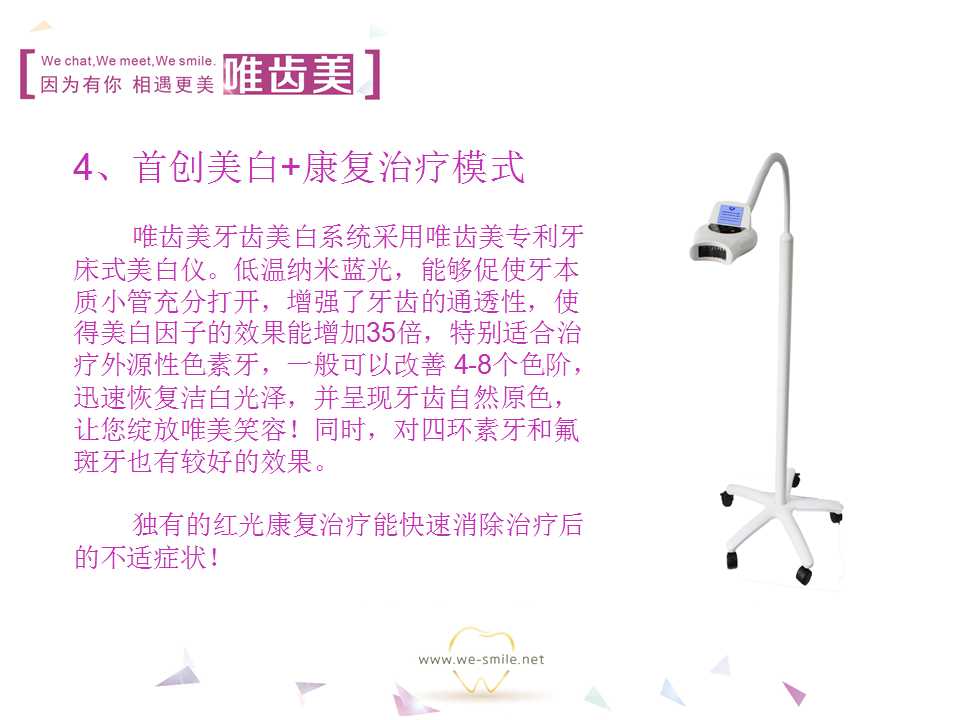 We chat,We meet,We smile.
因为有你 相遇更美
唯齿美
4、首创美白+康复治疗模式
唯齿美牙齿美白系统采用唯齿美专利牙
床式美白仪。低温纳米蓝光，能够促使牙本
质小管充分打开，增强了牙齿的通透性，使
得美白因子的效果能增加35倍，特别适合治
疗外源性色素牙，一般可以改善 4-8个色阶，
迅速恢复洁白光泽，并呈现牙齿自然原色，
让您绽放唯美笑容！同时，对四环素牙和氟
斑牙也有较好的效果。
独有的红光康复治疗能快速消除治疗后
的不适症状！
www.we-smile.net